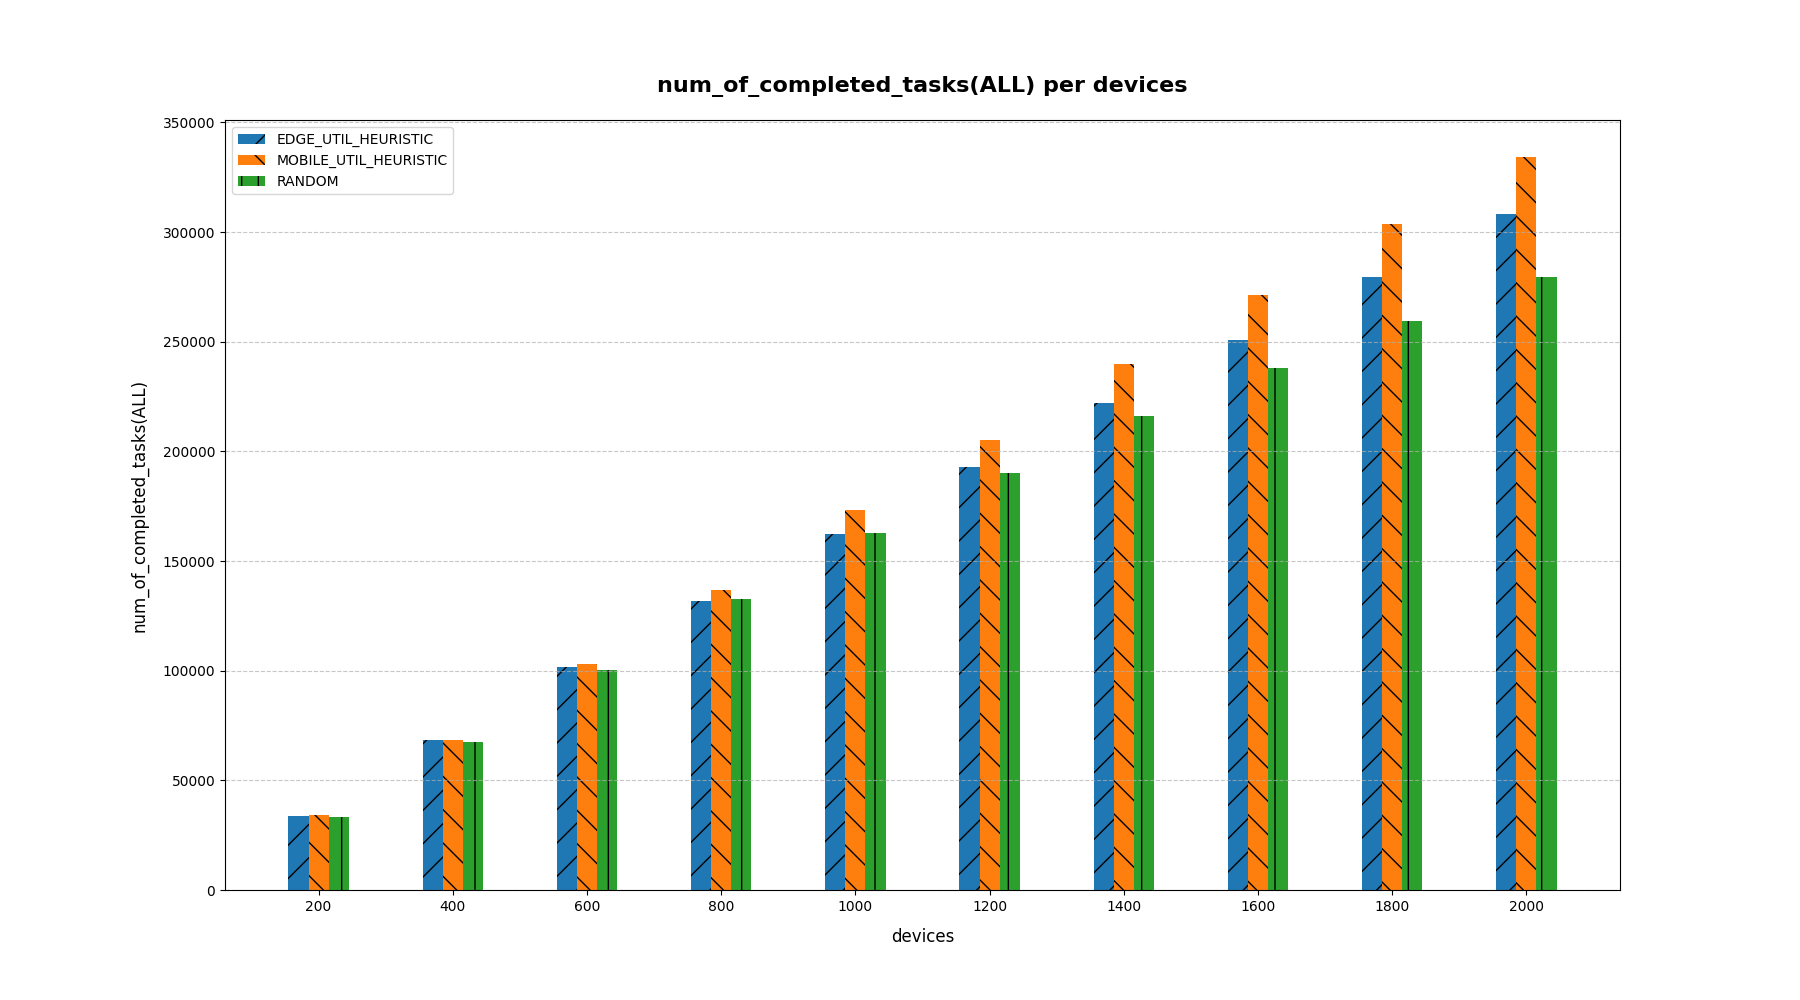 num_of_completed_tasks(ALL) per devices
EDGE_UTIL_HEURISTIC
MOBILE_UTIL_HEURISTIC
RANDOM
350000
300000
250000
200000
150000
100000
50000
0
num_of_completed_tasks(ALL)
200 400 600 800 1000 1200 1400 1600 1800 2000
devices